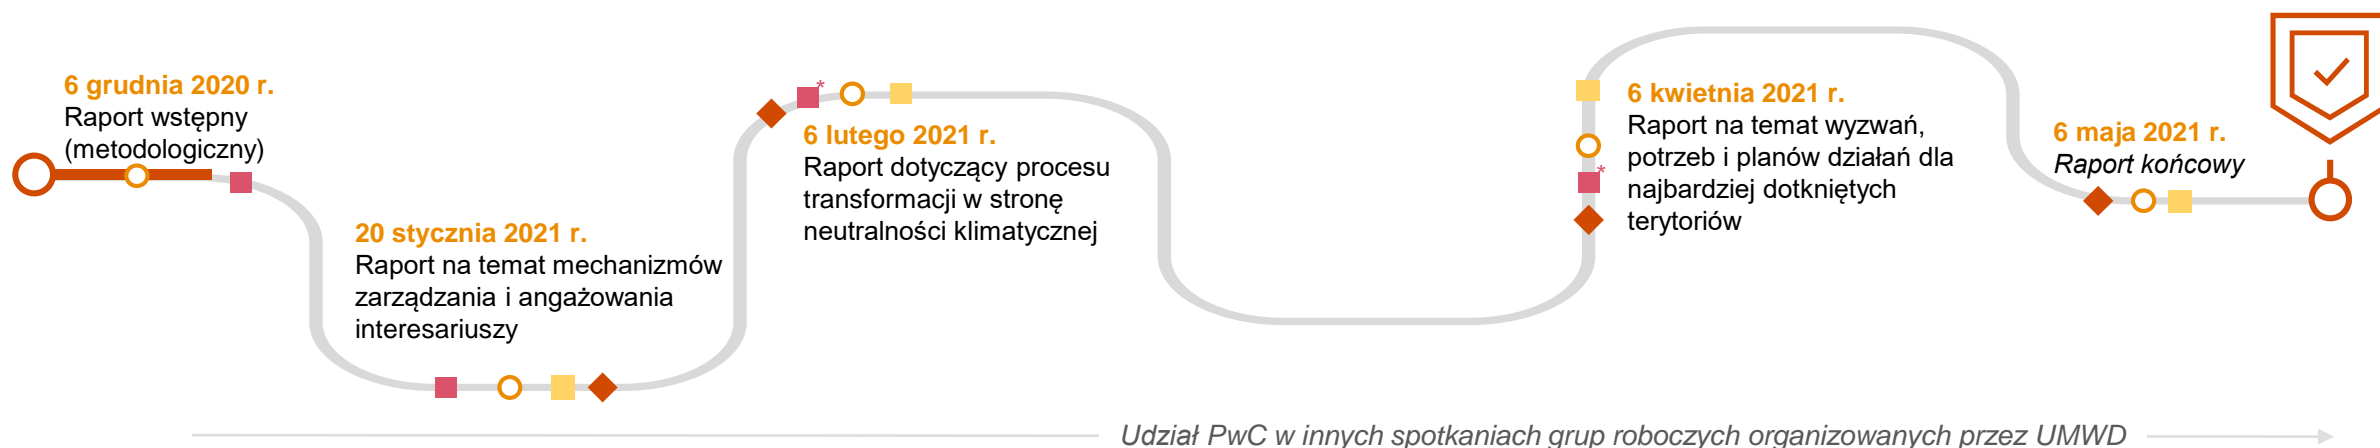 6 grudnia 2020 r.
Raport wstępny
(metodologiczny)
20 stycznia 2021 r.
Raport na temat mechanizmów
zarządzania i angażowania
interesariuszy
*
6 lutego 2021 r.
Raport dotyczący procesu
transformacji w stronę
neutralności klimatycznej
*
6 kwietnia 2021 r.
Raport na temat wyzwań,
potrzeb i planów działań dla
najbardziej dotkniętych
terytoriów
6 maja 2021 r.
Raport końcowy
Udział PwC w innych spotkaniach grup roboczych organizowanych przez UMWD